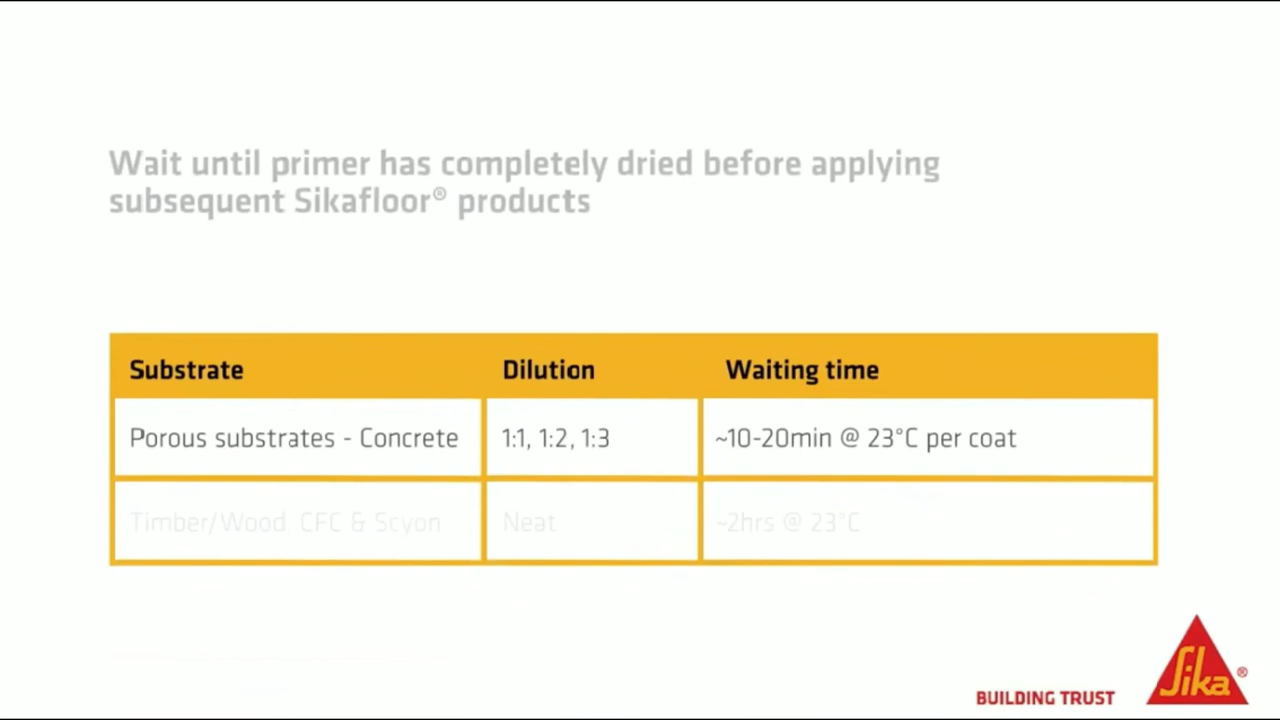 Wait until primer has completely dried before applying
subsequent Sikafloor® products
Substrate Dilution Waiting time
Porous substrates - Concrete 1:1, 1:2, 1:3 ~10-20min @ 23°C per coat
Timber/Wood CFC & Scyon Neat ~2hrs @ 23°C
BUILDING TRUST
Sika®